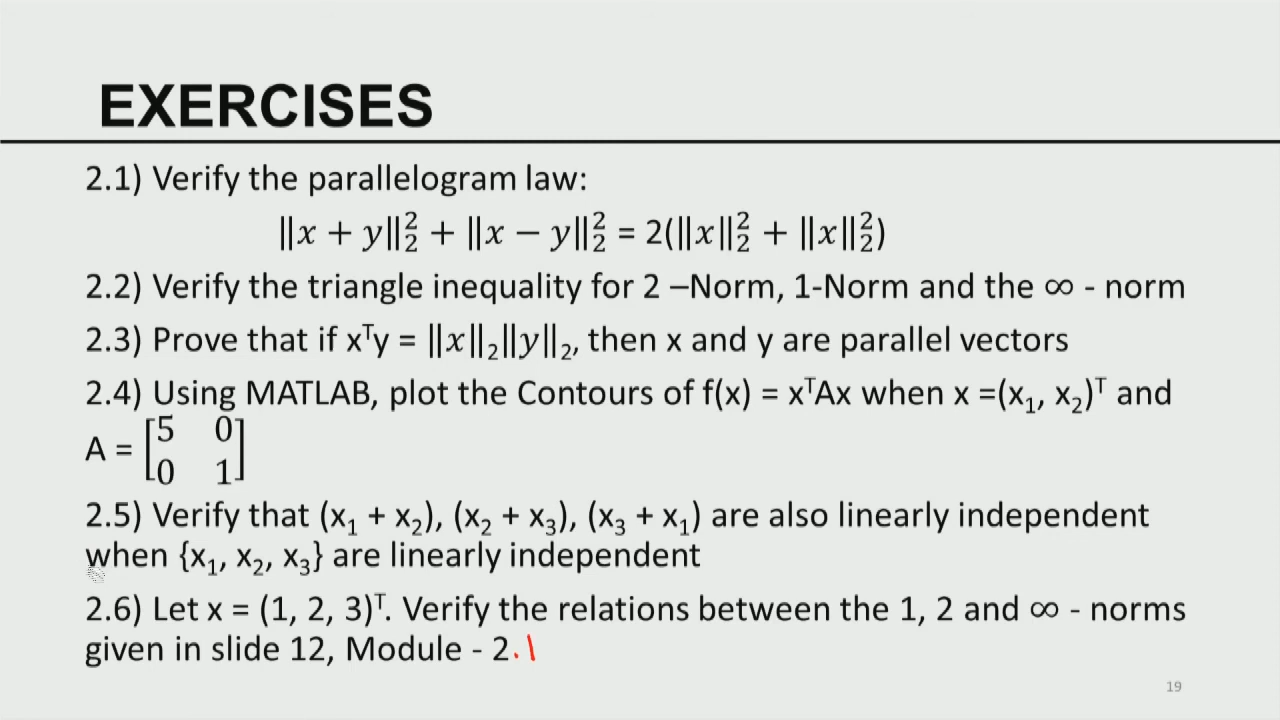 EXERCISES
2.1) Verify the parallelogram law:
‖x + y‖₂² + ‖x − y‖₂² = 2(‖x‖₂² + ‖x‖₂²)
2.2) Verify the triangle inequality for 2 –Norm, 1-Norm and the ∞ - norm
2.3) Prove that if xᵀy = ‖x‖₂‖y‖₂, then x and y are parallel vectors
2.4) Using MATLAB, plot the Contours of f(x) = xᵀAx when x =(x₁, x₂)ᵀ and
A = [5 0
0 1]
2.5) Verify that (x₁ + x₂), (x₂ + x₃), (x₃ + x₁) are also linearly independent
when {x₁, x₂, x₃} are linearly independent
2.6) Let x = (1, 2, 3)ᵀ. Verify the relations between the 1, 2 and ∞ - norms
given in slide 12, Module - 2.1
19